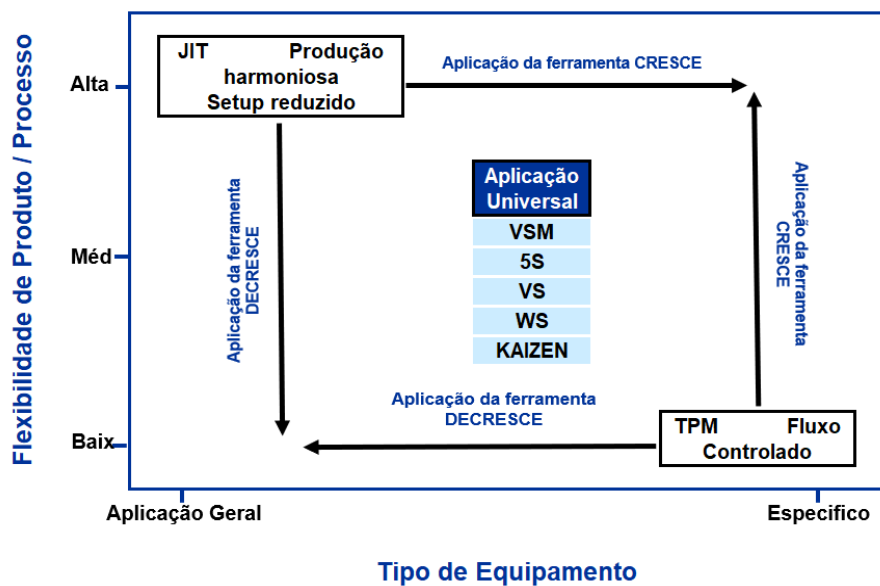 Flexibilidade de Produto / Processo
Alta
Méd
Baix
JIT Produção
harmoniosa
Setup reduzido
Aplicação da ferramenta CRESCE
Aplicação da ferramenta
DECRESCE
Aplicação
Universal
VSM
5S
VS
WS
KAIZEN
Aplicação da ferramenta
CRESCE
Aplicação da ferramenta
DECRESCE
TPM Fluxo
Controlado
Aplicação Geral
Especifico
Tipo de Equipamento